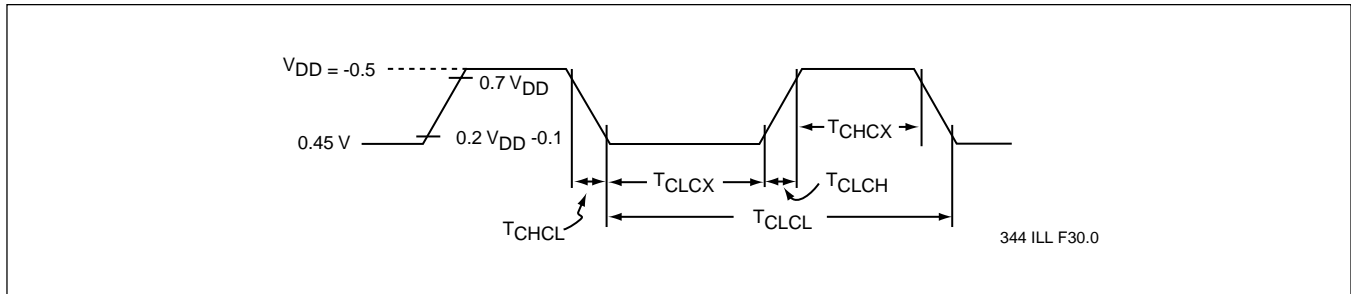 VDD = -0.5
0.7 VDD
0.45 V
0.2 VDD -0.1
TCHCX
TCLCX
TCLCH
TCHCL
TCLCL
344 ILL F30.0